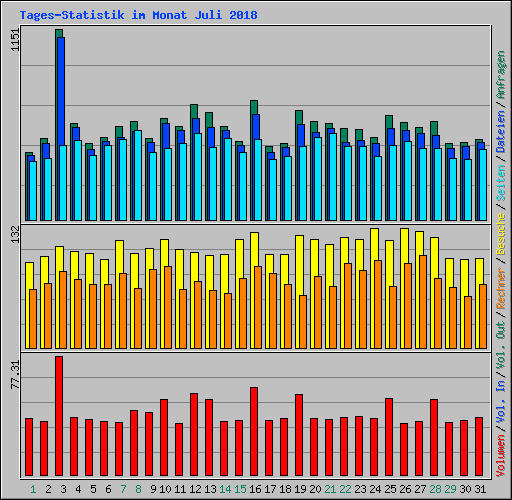 Tages-Statistik im Monat Juli 2018
1151
132
77.31
Volumen / Vol. In / Vol. Out / Rechner / Besuche / Seiten / Dateien / Anfragen
1 2 3 4 5 6 7 8 9 10 11 12 13 14 15 16 17 18 19 20 21 22 23 24 25 26 27 28 29 30 31